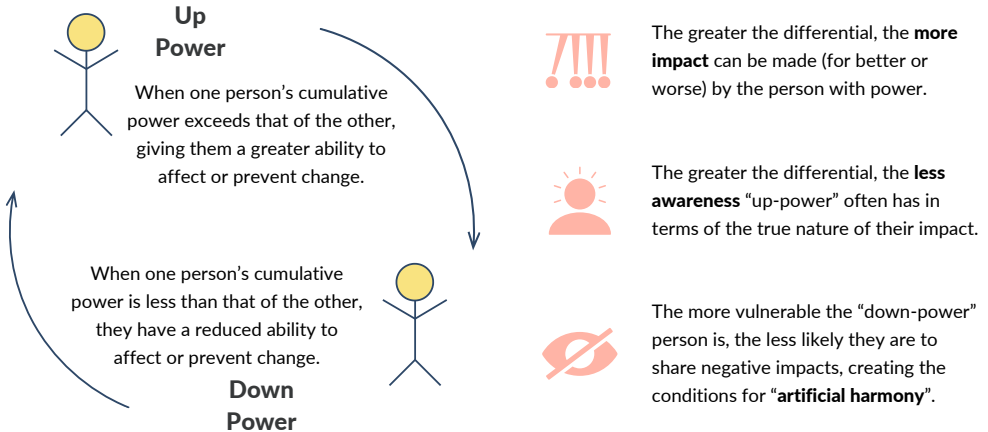 Up
Power
When one person’s cumulative
power exceeds that of the other,
giving them a greater ability to
affect or prevent change.
When one person’s cumulative
power is less than that of the other,
they have a reduced ability to
affect or prevent change.
Down
Power
The greater the differential, the more
impact can be made (for better or
worse) by the person with power.
The greater the differential, the less
awareness “up-power” often has in
terms of the true nature of their impact.
The more vulnerable the “down-power”
person is, the less likely they are to
share negative impacts, creating the
conditions for “artificial harmony”.